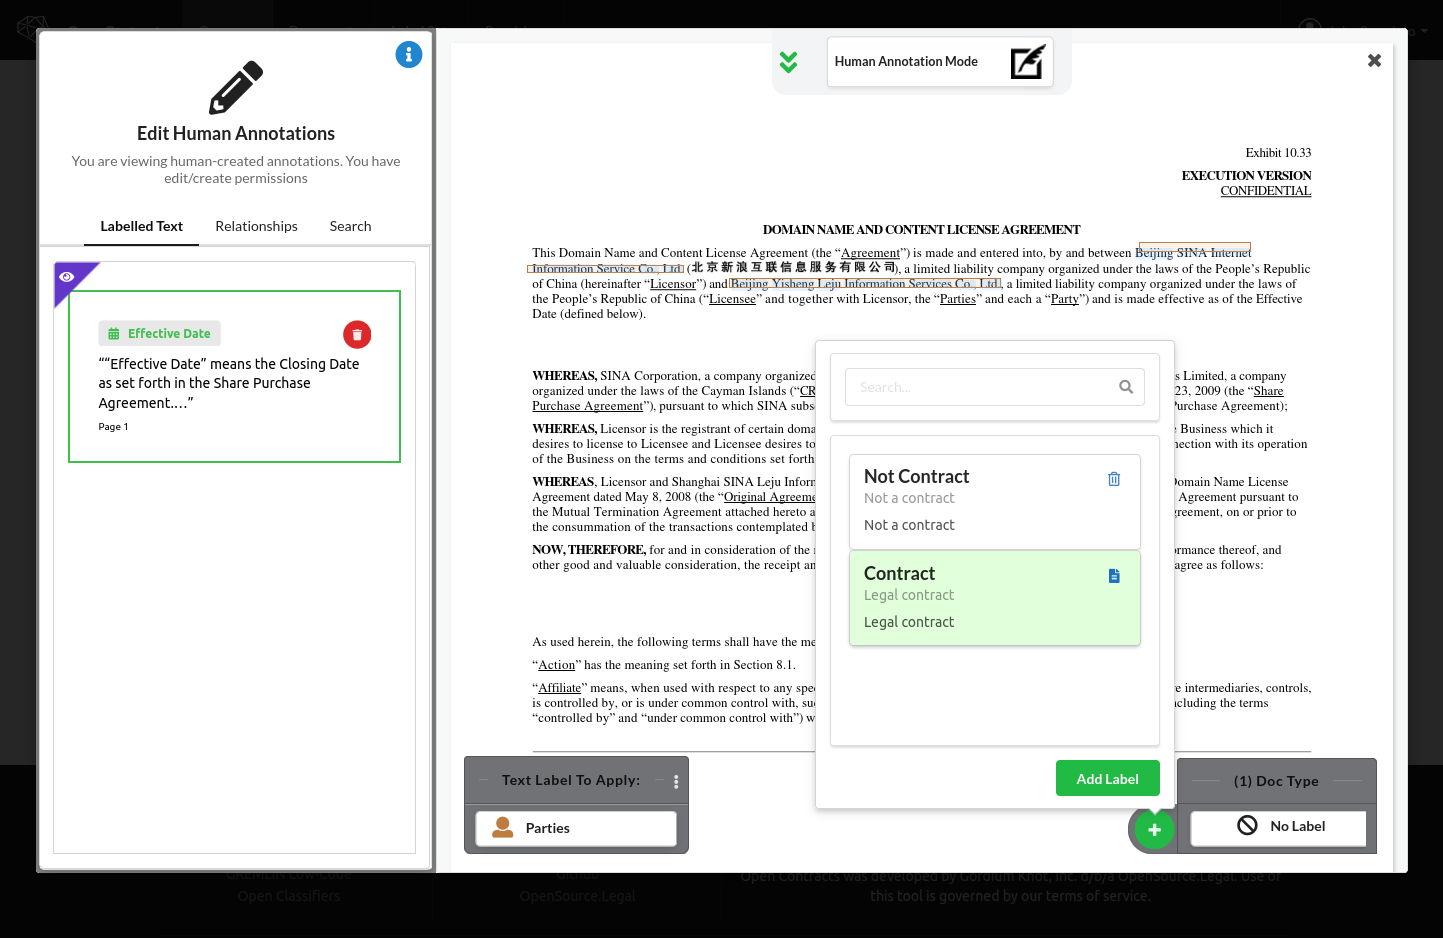 Edit Human Annotations
You are viewing human-created annotations. You have
edit/create permissions
Labelled Text
Relationships
Search
Effective Date
““Effective Date” means the Closing Date
as set forth in the Share Purchase
Agreement.…”
Page 1
Human Annotation Mode
Exhibit 10.33
EXECUTION VERSION
CONFIDENTIAL
DOMAIN NAME AND CONTENT LICENSE AGREEMENT
This Domain Name and Content License Agreement (the “Agreement”) is made and entered into, by and between Beijing SINA Internet
Information Service Co., Ltd. (北京新浪互联信息服务有限公司), a limited liability company organized under the laws of the People’s Republic
of China (hereinafter “Licensor”) and Beijing Yisheng Leju Information Services Co., Ltd., a limited liability company organized under the laws of
the People’s Republic of China (“Licensee” and together with Licensor, the “Parties” and each a “Party”) and is made effective as of the Effective
Date (defined below).
WHEREAS, SINA Corporation, a company organized s Limited, a company
organized under the laws of the Cayman Islands (“CR 23, 2009 (the “Share
Purchase Agreement”), pursuant to which SINA subs Purchase Agreement);
WHEREAS, Licensor is the registrant of certain doma e Business which it
desires to license to Licensee and Licensee desires to nection with its operation
of the Business on the terms and conditions set forth
WHEREAS, Licensor and Shanghai SINA Leju Inforn Domain Name License
Agreement dated May 8, 2008 (the “Original Agreeme Agreement pursuant to
the Mutual Termination Agreement attached hereto a greement, on or prior to
the consummation of the transactions contemplated b
NOW, THEREFORE, for and in consideration of the rmance thereof, and
other good and valuable consideration, the receipt an agree as follows:
As used herein, the following terms shall have the me
“Action” has the meaning set forth in Section 8.1.
“Affiliate” means, when used with respect to any spe e intermediaries, controls,
is controlled by, or is under common control with, su cluding the terms
“controlled by” and “under common control with”) w
Search...
Not Contract
Not a contract
Not a contract
Contract
Legal contract
Legal contract
Add Label
Text Label To Apply:
Parties
(1) Doc Type
No Label
GREMLIN Low-Code
Open Classifiers
Github
OpenSource.Legal
Open Contracts was developed by Gordium Knot, Inc. d/b/a OpenSource.Legal. Use of
this tool is governed by our terms of service.